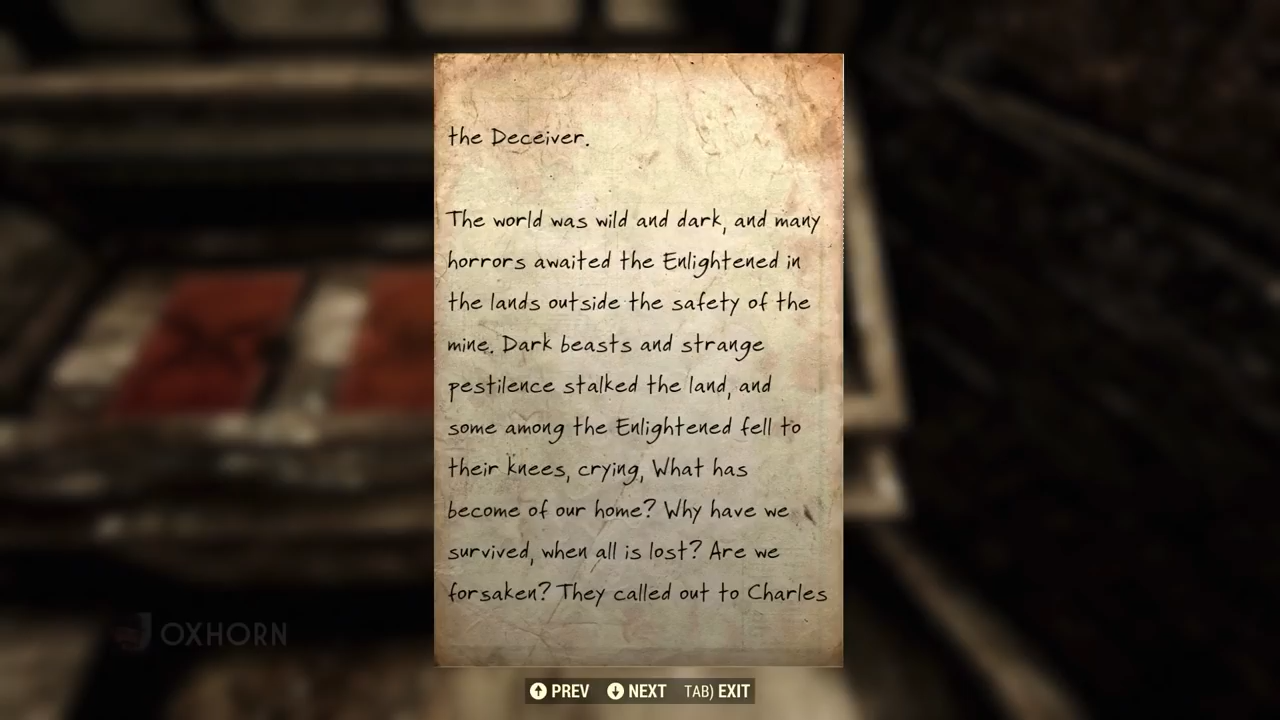 the Deceiver.
The world was wild and dark, and many
horrors awaited the Enlightened in
the lands outside the safety of the
mine. Dark beasts and strange
pestilence stalked the land, and
some among the Enlightened fell to
their knees, crying, What has
become of our home? Why have we
survived, when all is lost? Are we
forsaken? They called out to Charles
OXHORN
PREV NEXT TAB) EXIT